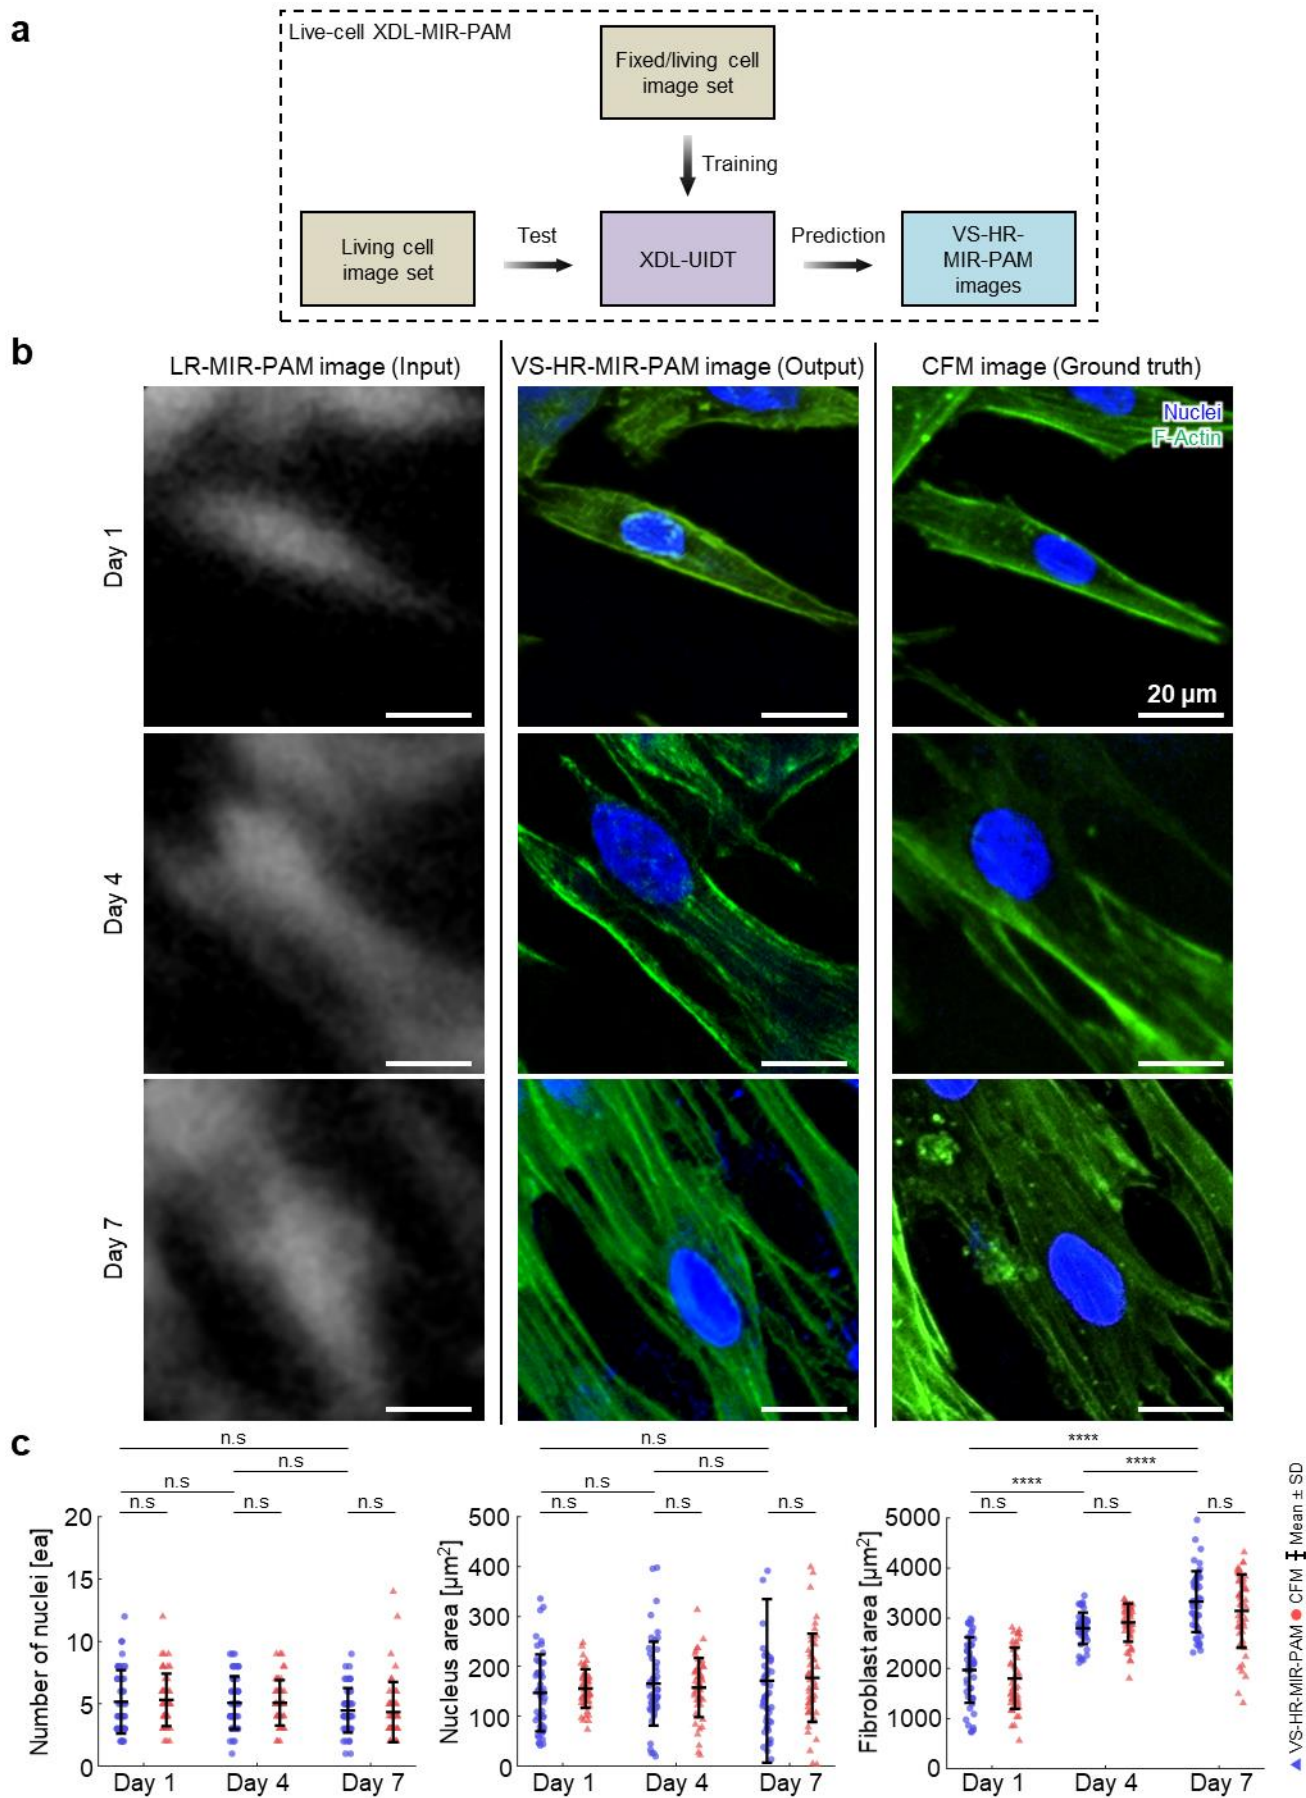 a
Live-cell XDL-MIR-PAM
Fixed/living cell
image set
Training
Living cell
image set
Test
XDL-UIDT
Prediction
VS-HR-
MIR-PAM
images
b
LR-MIR-PAM image (Input)
VS-HR-MIR-PAM image (Output)
CFM image (Ground truth)
Day 1
Nuclei
F-Actin
20 µm
Day 4
Day 7
c
n.s
n.s
n.s
n.s
n.s
n.s
Number of nuclei [ea]
20
15
10
5
0
Day 1
Day 4
Day 7
n.s
n.s
n.s
n.s
n.s
n.s
Nucleus area [µm²]
500
400
300
200
100
0
Day 1
Day 4
Day 7
****
****
****
n.s
n.s
n.s
Fibroblast area [µm²]
5000
4000
3000
2000
1000
0
Day 1
Day 4
Day 7
VS-HR-MIR-PAM
CFM
Mean ± SD